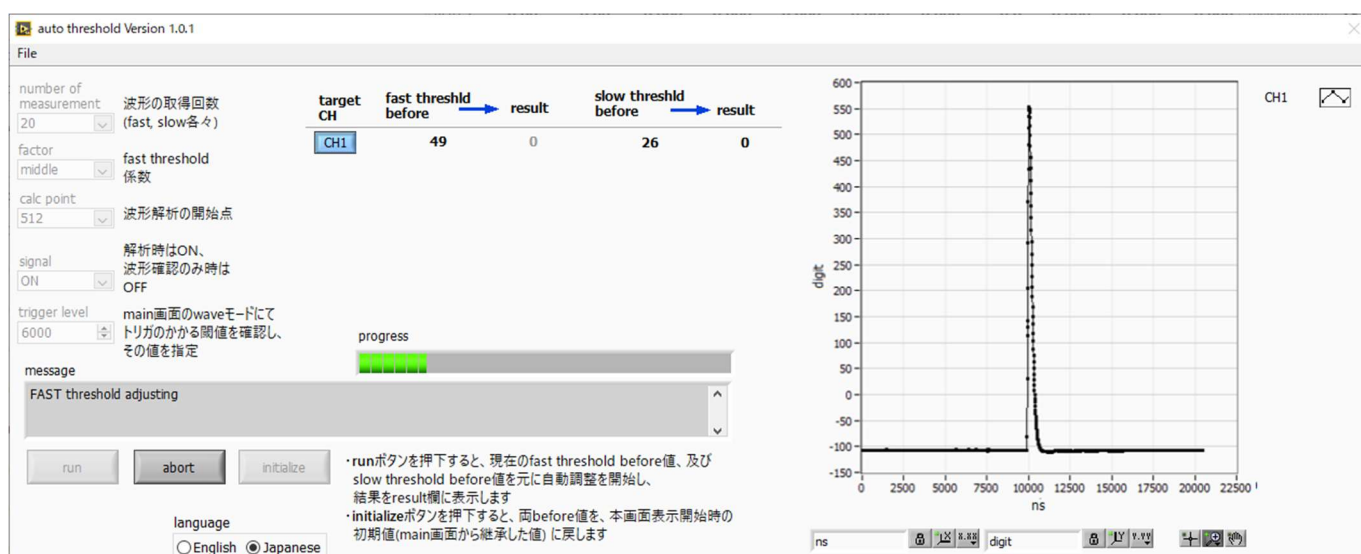 auto threshold Version 1.0.1
File
number of
measurement
20
波形の取得回数
(fast, slow各々)
factor
middle
fast threshold
係数
calc point
512
波形解析の開始点
signal
ON
解析時はON、
波形確認のみ時は
OFF
trigger level
6000
main画面のwaveモードにて
トリガのかかる閾値を確認し、
その値を指定
target
CH
fast threshld
before
result
slow threshld
before
result
CH1
49
0
26
0
progress
message
FAST threshold adjusting
run
abort
initialize
・runボタンを押下すると、現在のfast threshold before値、及び
slow threshold before値を元に自動調整を開始し、
結果をresult欄に表示します
・initializeボタンを押下すると、両before値を、本画面表示開始時の
初期値(main画面から継承した値) に戻します
language
English
Japanese
CH1
digit
600
550
500
450
400
350
300
250
200
150
100
50
0
-50
-100
-150
0
2500
5000
7500
10000
12500
15000
17500
20000
22500
ns
ns
digit